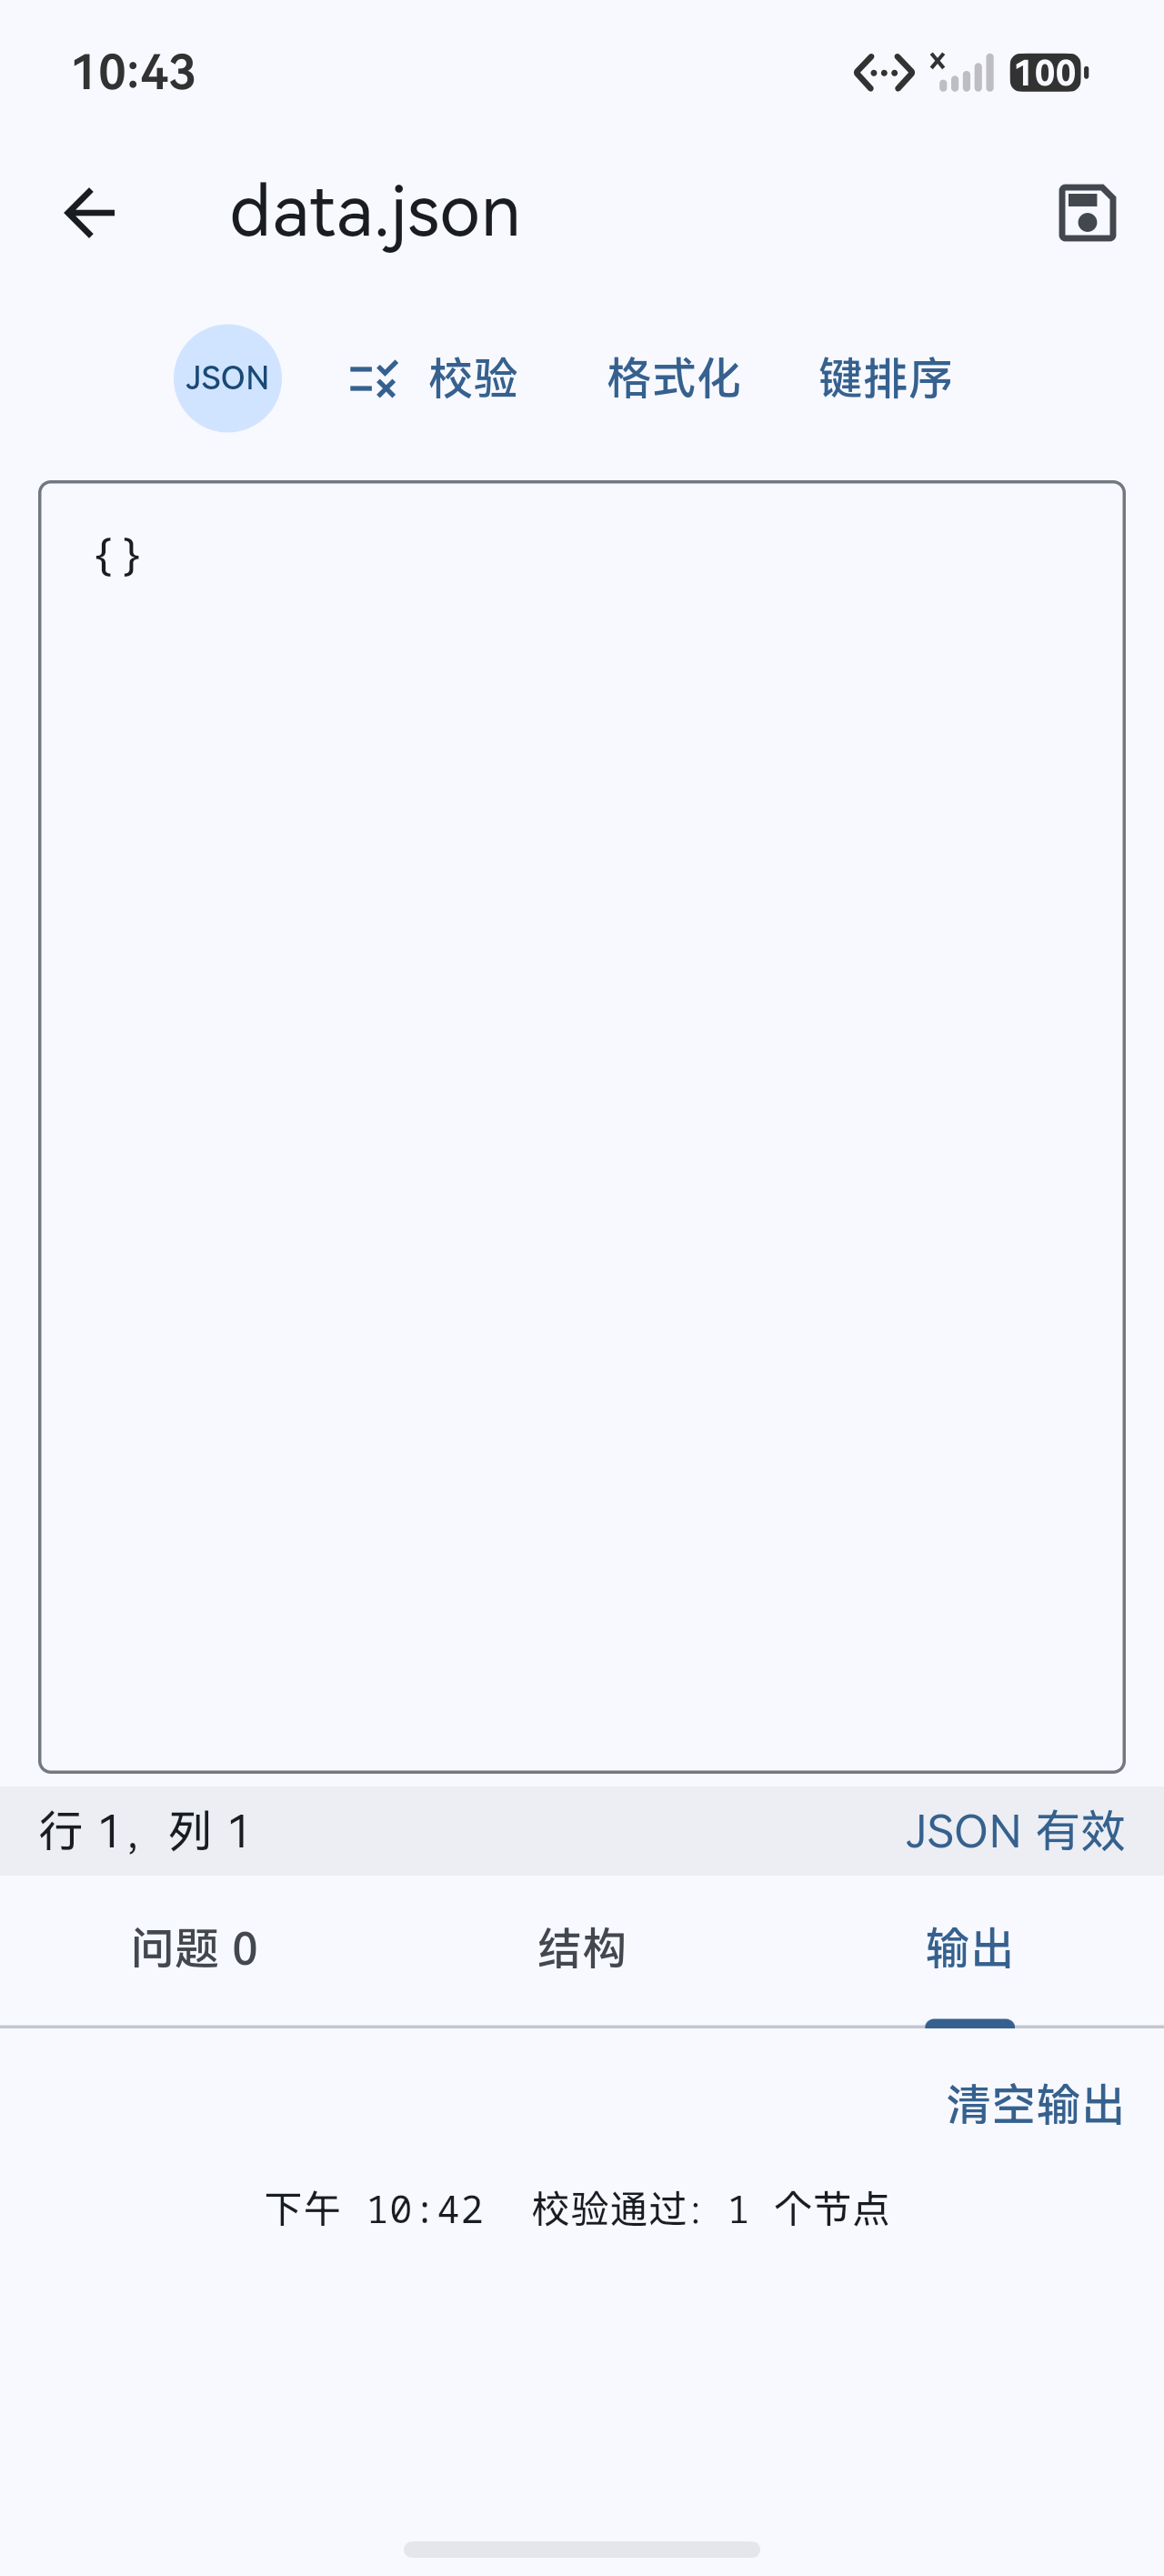 10:43
100
data.json
JSON 校验 格式化 键排序
{}
行 1，列 1 JSON 有效
问题 0 结构 输出
清空输出
下午 10:42 校验通过：1 个节点